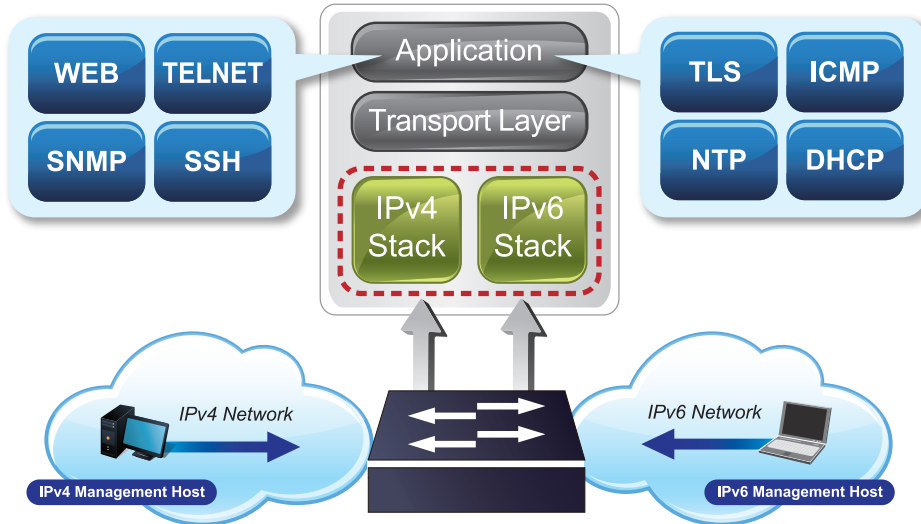 WEB
TELNET
SNMP
SSH
Application
Transport Layer
IPv4
Stack
IPv6
Stack
TLS
ICMP
NTP
DHCP
IPv4 Network
IPv4 Management Host
IPv6 Network
IPv6 Management Host